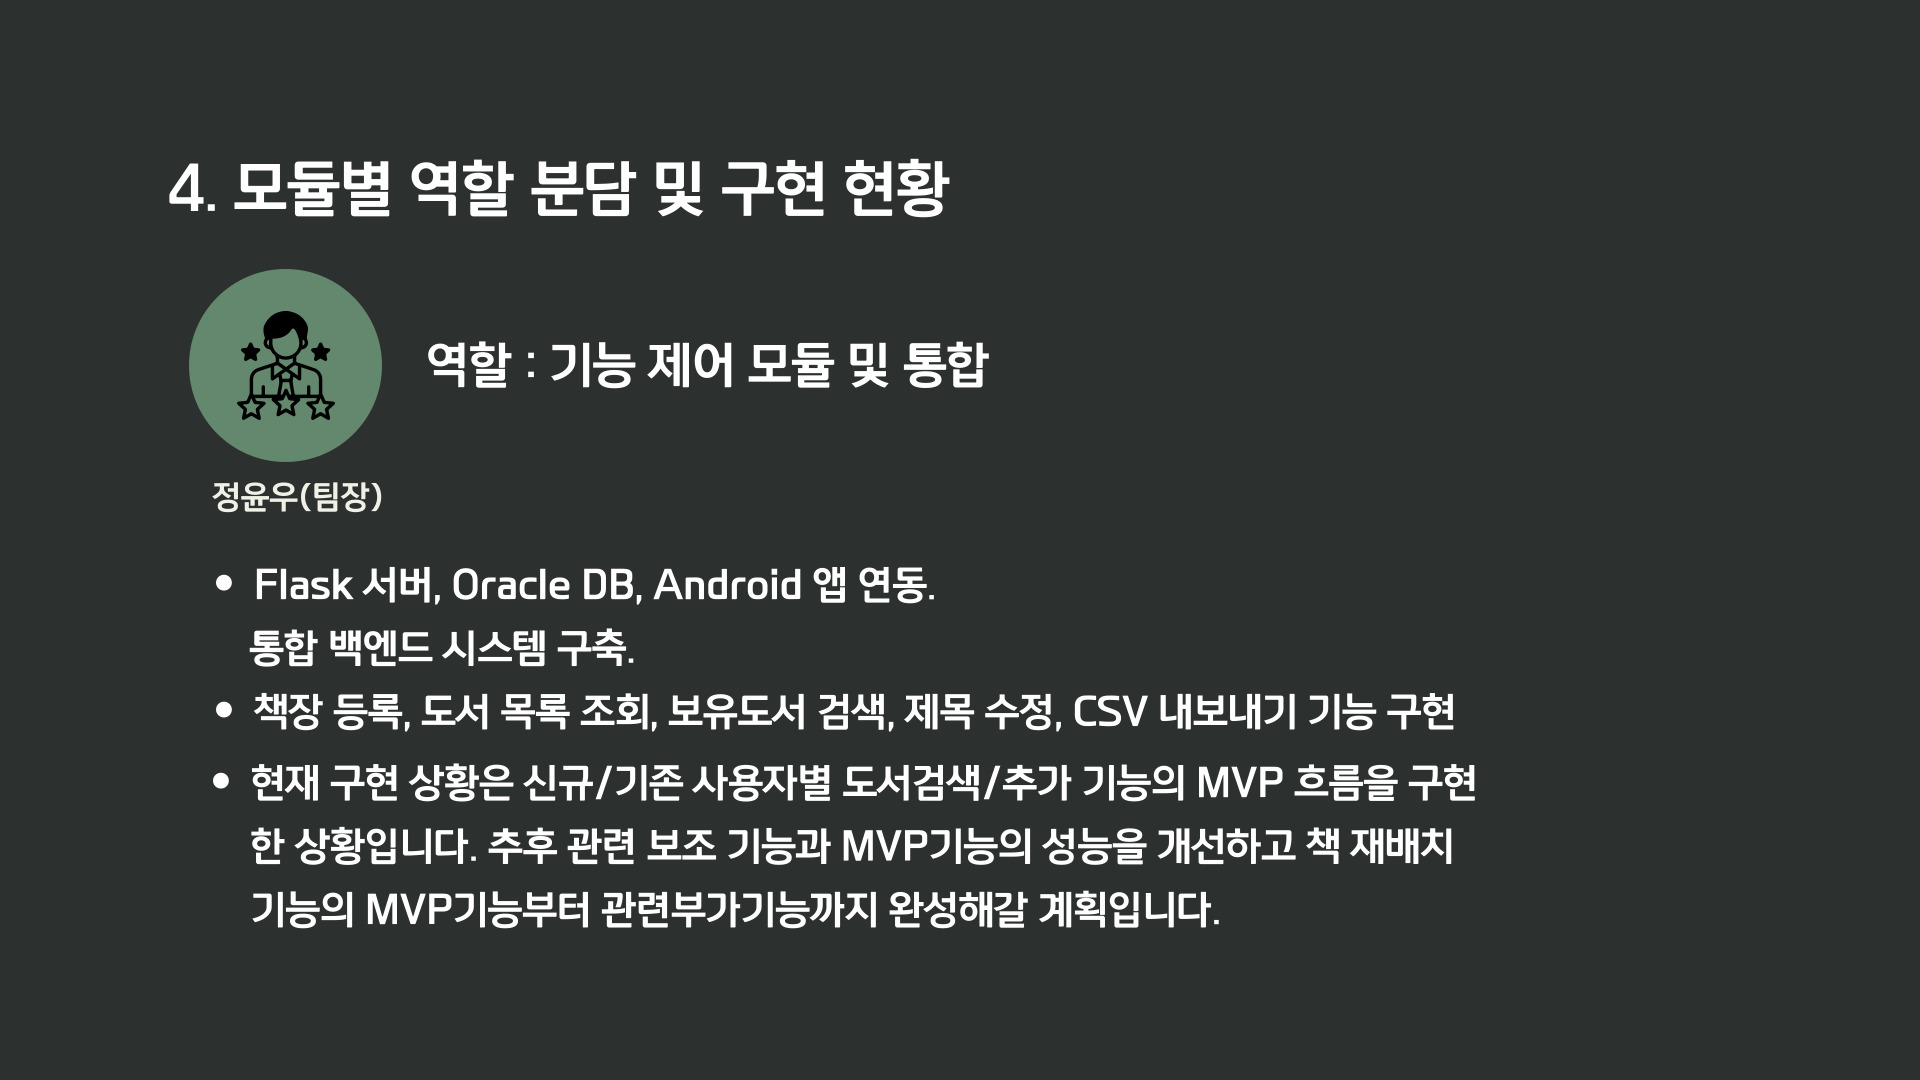 4. 모듈별 역할 분담 및 구현 현황
역할 : 기능 제어 모듈 및 통합
정윤우(팀장)
• Flask 서버, Oracle DB, Android 앱 연동.
통합 백엔드 시스템 구축.
• 책장 등록, 도서 목록 조회, 보유도서 검색, 제목 수정, CSV 내보내기 기능 구현
• 현재 구현 상황은 신규/기존 사용자별 도서검색/추가 기능의 MVP 흐름을 구현
한 상황입니다. 추후 관련 보조 기능과 MVP기능의 성능을 개선하고 책 재배치
기능의 MVP기능부터 관련부가기능까지 완성해갈 계획입니다.